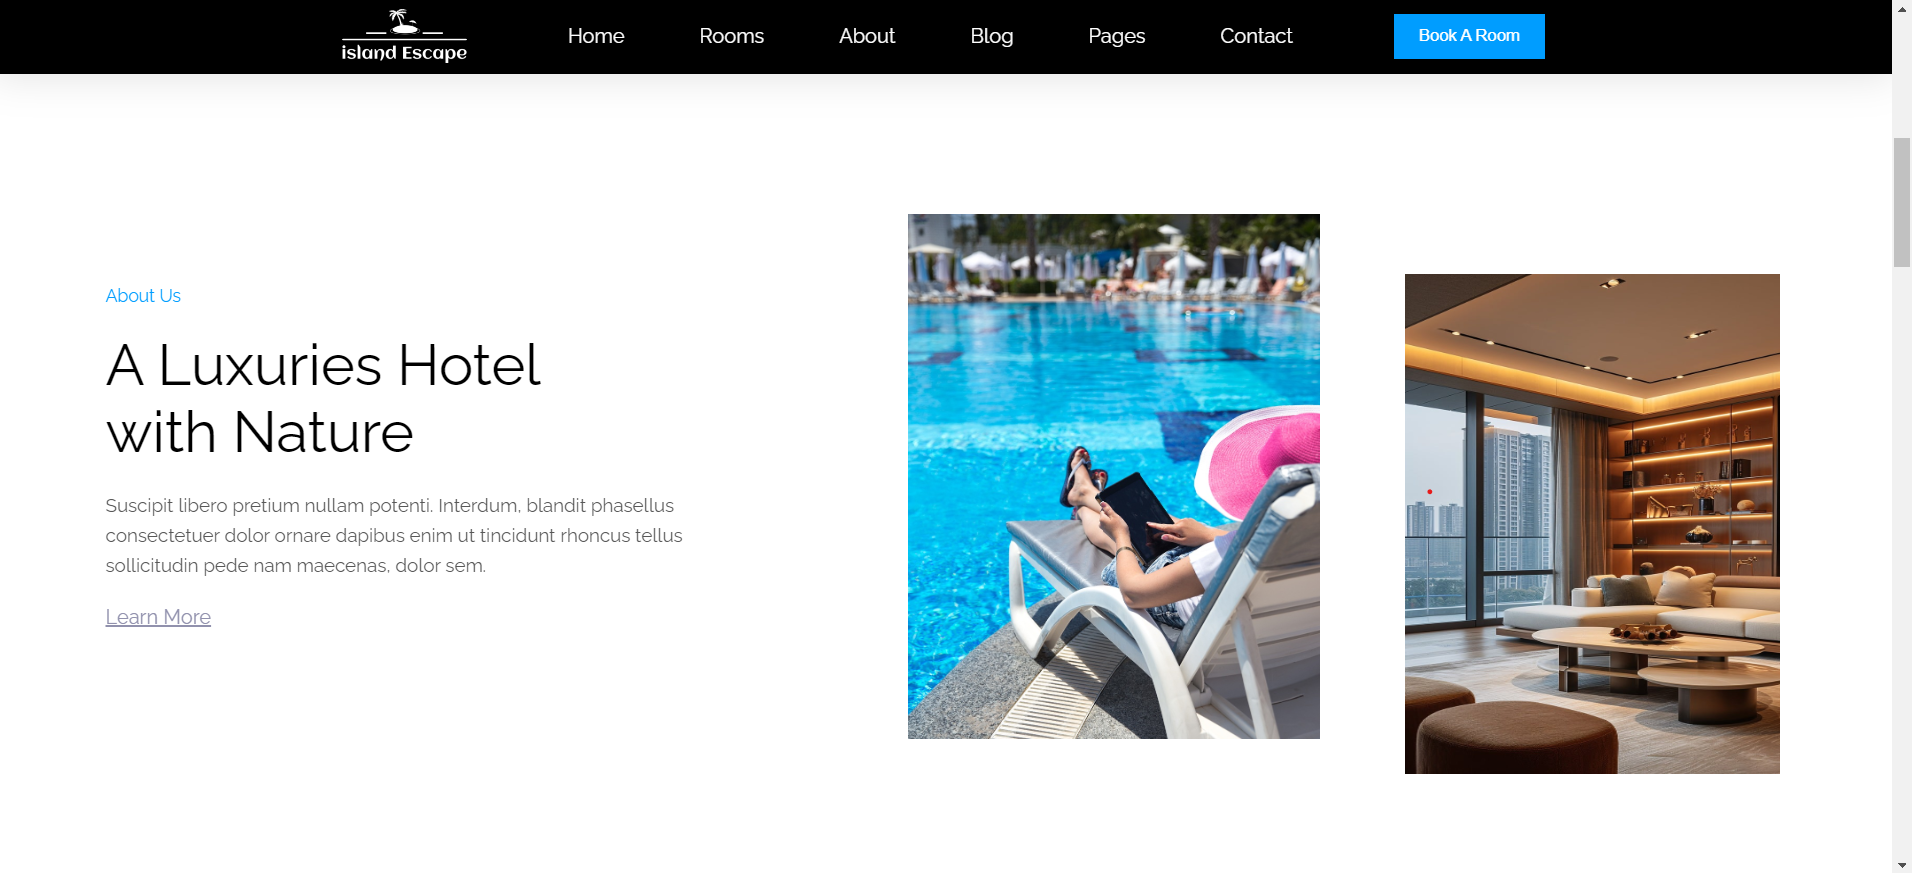 island Escape
Home
Rooms
About
Blog
Pages
Contact
Book A Room
About Us
A Luxuries Hotel
with Nature
Suscipit libero pretium nullam potenti. Interdum, blandit phasellus
consectetuer dolor ornare dapibus enim ut tincidunt rhoncus tellus
sollicitudin pede nam maecenas, dolor sem.
Learn More